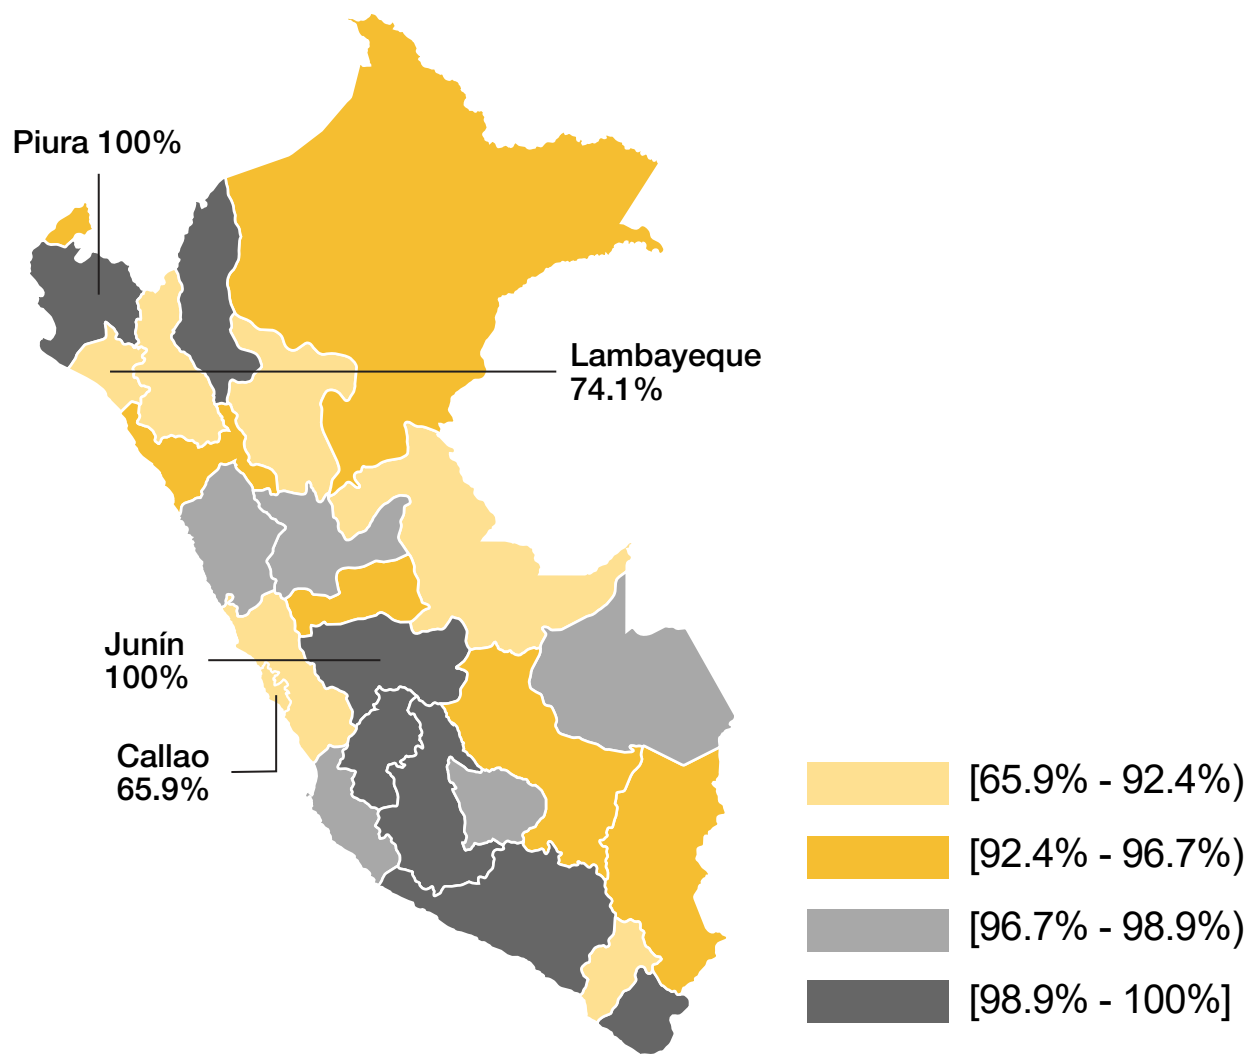 Piura 100%
Lambayeque
74.1%
Junín
100%
Callao
65.9%
[65.9% - 92.4%)
[92.4% - 96.7%)
[96.7% - 98.9%)
[98.9% - 100%]